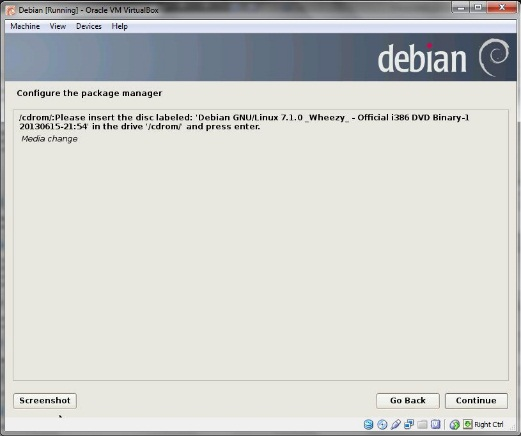 Debian [Running] - Oracle VM VirtualBox
Machine View Devices Help
debian
Configure the package manager
/cdrom/:Please insert the disc labeled: 'Debian GNU/Linux 7.1.0 _Wheezy_ - Official i386 DVD Binary-1
20130615-21:54' in the drive '/cdrom/' and press enter.
Media change
Screenshot
Go Back
Continue
Right Ctrl